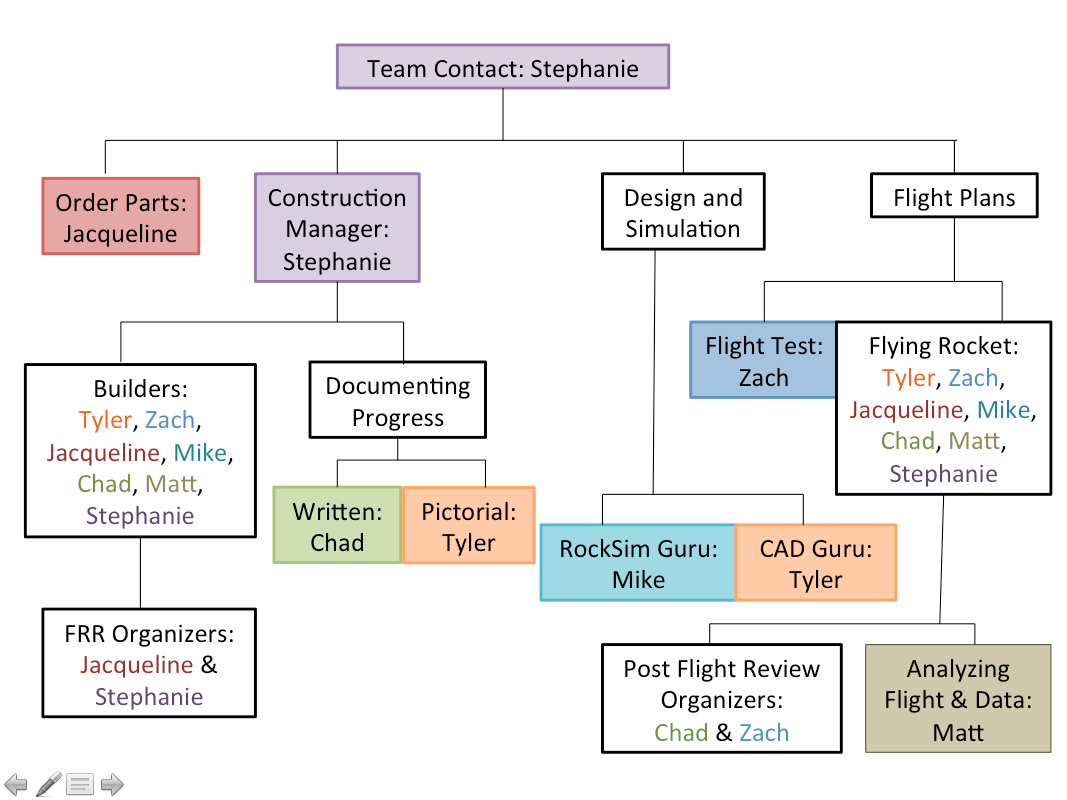 Team Contact: Stephanie
Order Parts:
Jacqueline
Construction
Manager:
Stephanie
Design and
Simulation
Flight Plans
Builders:
Tyler, Zach,
Jacqueline, Mike,
Chad, Matt,
Stephanie
Documenting
Progress
Flight Test:
Zach
Flying Rocket:
Tyler, Zach,
Jacqueline, Mike,
Chad, Matt,
Stephanie
Written:
Chad
Pictorial:
Tyler
RockSim Guru:
Mike
CAD Guru:
Tyler
FRR Organizers:
Jacqueline &
Stephanie
Post Flight Review
Organizers:
Chad & Zach
Analyzing
Flight & Data:
Matt